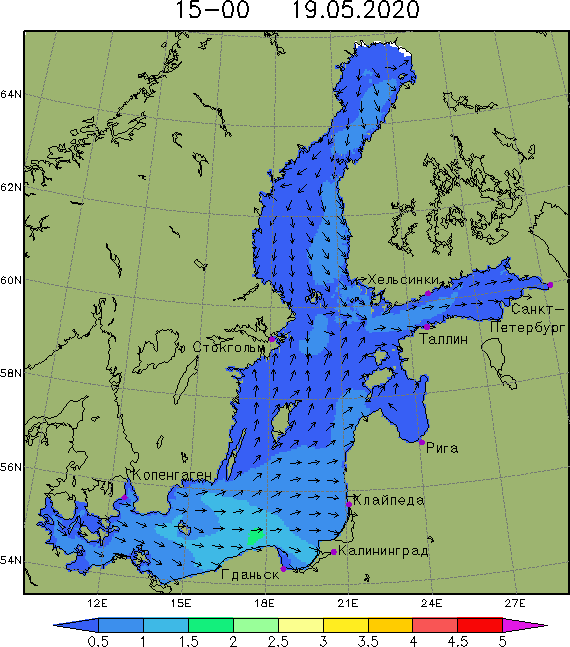 15-00 19.05.2020
64N
62N
60N
Хельсинки
Санкт-
Петербург
Таллин
Стокгольм
58N
Рига
56N
Копенгаген
Клайпеда
Калининград
54N
Гданьск
12E 15E 18E 21E 24E 27E
0.5 1 1.5 2 2.5 3 3.5 4 4.5 5